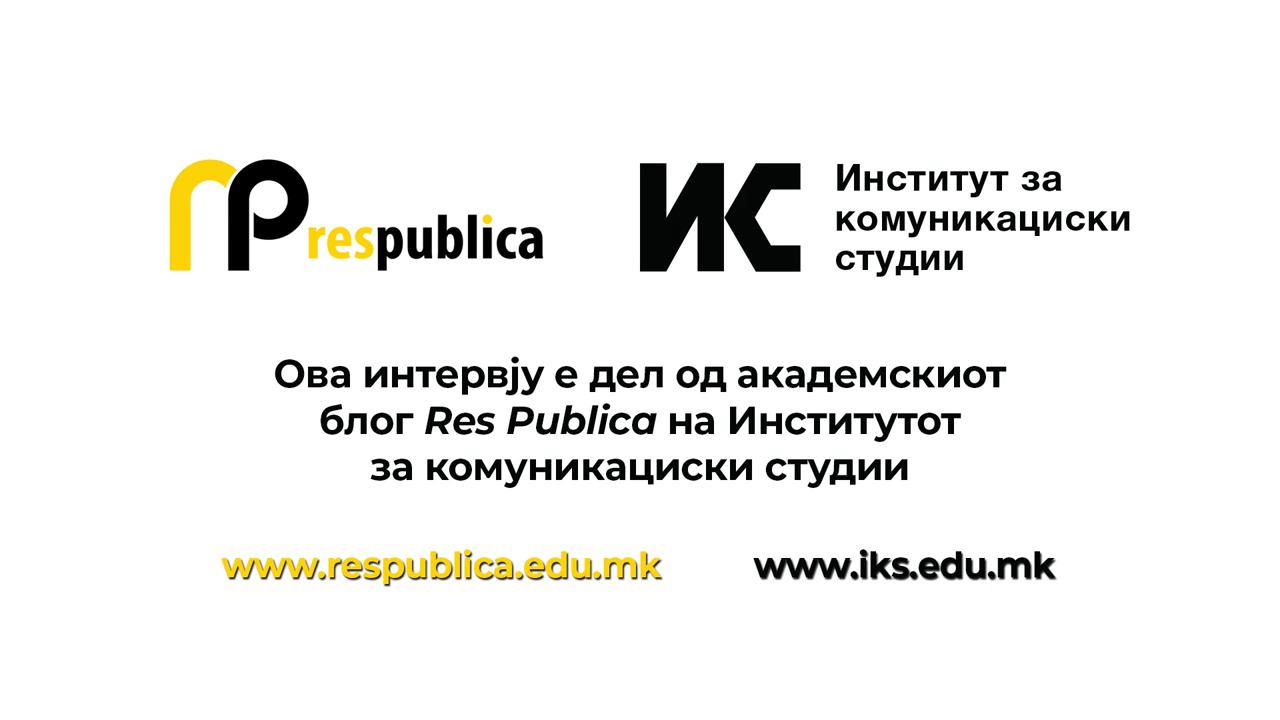 respublica
ИКС
Институт за
комуникациски
студии
Ова интервју е дел од академскиот
блог Res Publica на Институтот
за комуникациски студии
www.respublica.edu.mk
www.iks.edu.mk